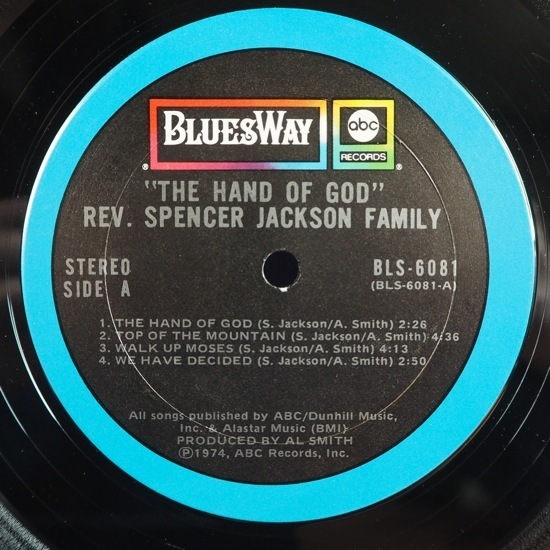 BLUESWAY
®
abc
RECORDS
®
"THE HAND OF GOD"
REV. SPENCER JACKSON FAMILY
STEREO
SIDE A
BLS-6081
(BLS-6081-A)
1. THE HAND OF GOD (S. Jackson/A. Smith) 2:26
2. TOP OF THE MOUNTAIN (S. Jackson/A. Smith) 4:36
3. WALK UP MOSES (S. Jackson/A. Smith) 4:13
4. WE HAVE DECIDED (S. Jackson/A. Smith) 2:50
All songs published by ABC/Dunhill Music,
Inc. & Alastar Music (BMI)
PRODUCED BY AL SMITH
℗1974, ABC Records, Inc.